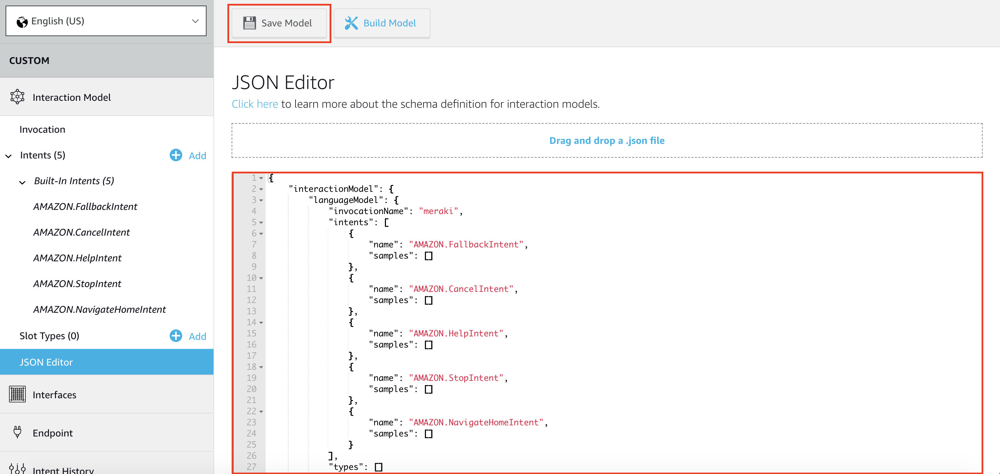 English (US)
CUSTOM
Interaction Model
Invocation
Intents (5)
Add
Built-In Intents (5)
AMAZON.FallbackIntent
AMAZON.CancelIntent
AMAZON.HelpIntent
AMAZON.StopIntent
AMAZON.NavigateHomeIntent
Slot Types (0)
Add
JSON Editor
Interfaces
Endpoint
Intent History
Save Model
Build Model
JSON Editor
Click here to learn more about the schema definition for interaction models.
Drag and drop a .json file
1 {
2 "interactionModel": {
3 "languageModel": {
4 "invocationName": "meraki",
5 "intents": [
6 {
7 "name": "AMAZON.FallbackIntent",
8 "samples": []
9 },
10 {
11 "name": "AMAZON.CancelIntent",
12 "samples": []
13 },
14 {
15 "name": "AMAZON.HelpIntent",
16 "samples": []
17 },
18 {
19 "name": "AMAZON.StopIntent",
20 "samples": []
21 },
22 {
23 "name": "AMAZON.NavigateHomeIntent",
24 "samples": []
25 }
26 ],
27 "types": []